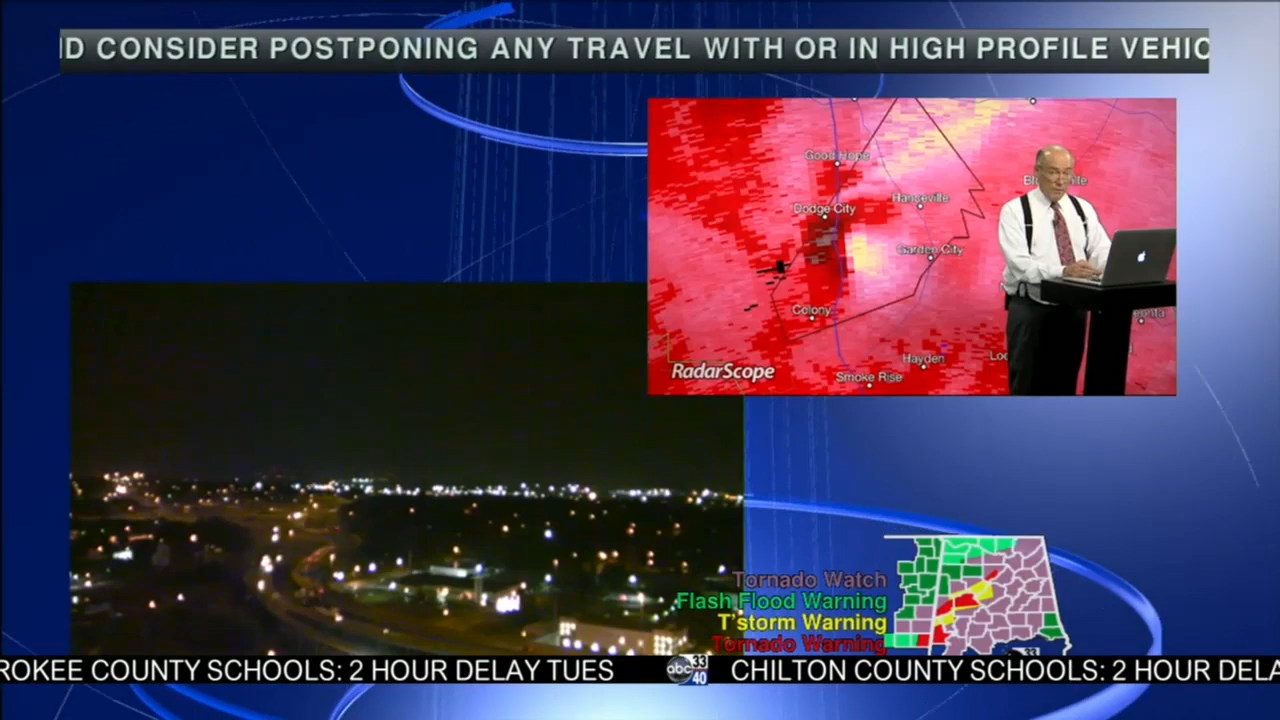 ID CONSIDER POSTPONING ANY TRAVEL WITH OR IN HIGH PROFILE VEHIC
Good Hope
Dodge City
Hanceville
Garden City
Colony
Hayden
Smoke Rise
RadarScope
Tornado Watch
Flash Flood Warning
T'storm Warning
Tornado Warning
ROKEE COUNTY SCHOOLS: 2 HOUR DELAY TUES
abc 33 40
CHILTON COUNTY SCHOOLS: 2 HOUR DELA